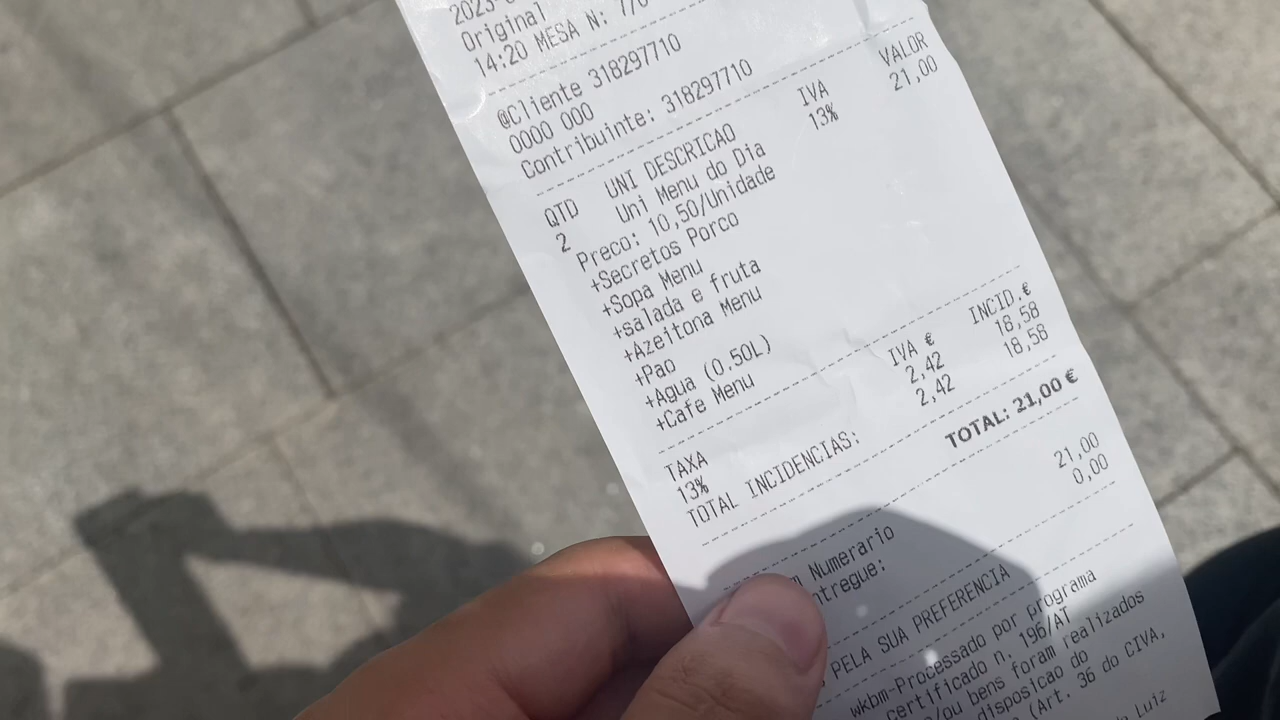 2023-
Original
14:20 MESA N:
@Cliente 318297710
0000 000
Contribuinte: 318297710
QTD UNI DESCRICAO IVA VALOR
2 Uni Menu do Dia 13% 21,00
Preco: 10,50/Unidade
+Secretos Porco
+Sopa Menu
+salada e fruta
+Azeitona Menu
+Pao
+Agua (0.50L)
+Cafe Menu
TAXA IVA € INCID.€
13% 2,42 18,58
TOTAL INCIDENCIAS: 2,42 18,58
TOTAL: 21,00 €
Numerario 21,00
0,00
PELA SUA PREFERENCIA
wkbm-Processado por programa
certificado n. 196/AT
/ou bens foram realizados
disposicao do
(Art. 36 do CIVA,
Luiz